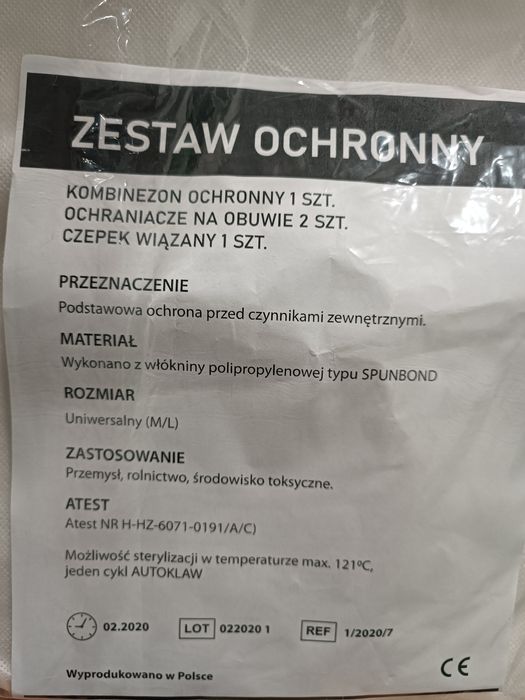 ZESTAW OCHRONNY
KOMBINEZON OCHRONNY 1 SZT.
OCHRANIACZE NA OBUWIE 2 SZT.
CZEPEK WIĄZANY 1 SZT.
PRZEZNACZENIE
Podstawowa ochrona przed czynnikami zewnętrznymi.
MATERIAŁ
Wykonano z włókniny polipropylenowej typu SPUNBOND
ROZMIAR
Uniwersalny (M/L)
ZASTOSOWANIE
Przemysł, rolnictwo, środowisko toksyczne.
ATEST
Atest NR H-HZ-6071-0191/A/C)
Możliwość sterylizacji w temperaturze max. 121ºC,
jeden cykl AUTOKLAW
02.2020 LOT 022020 1 REF 1/2020/7
Wyprodukowano w Polsce CE